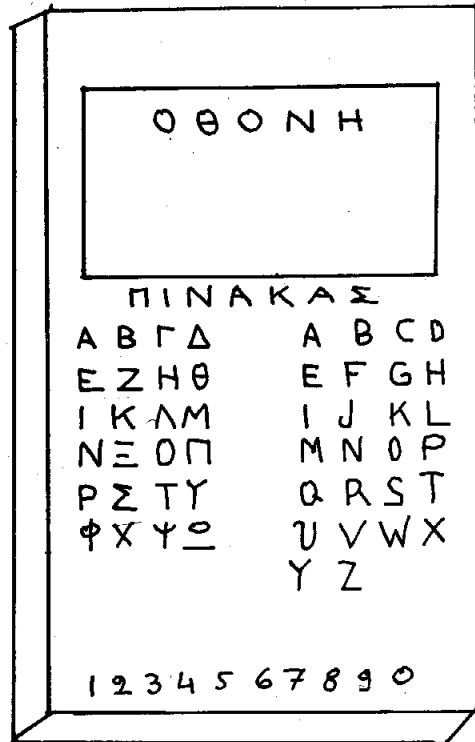 ΟΘΟΝΗ
ΠΙΝΑΚΑΣ
Α Β Γ Δ A B C D
Ε Ζ Η Θ E F G H
Ι Κ Λ Μ I J K L
Ν Ξ Ο Π M N O P
Ρ Σ Τ Υ Q R S T
Φ Χ Ψ Ω U V W X
Y Z
1 2 3 4 5 6 7 8 9 0